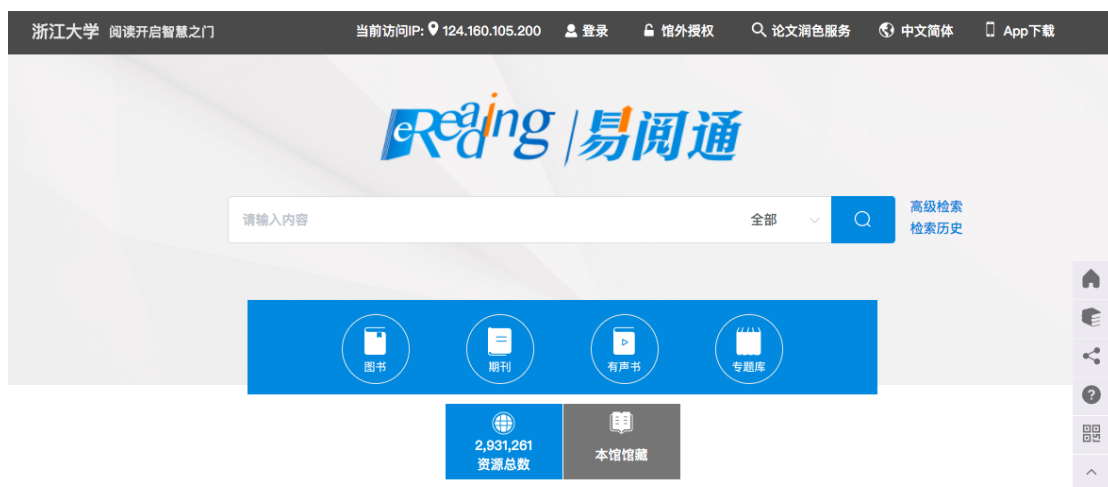 浙江大学 阅读开启智慧之门 当前访问IP: 124.160.105.200 登录 馆外授权 论文润色服务 中文简体 App下载
eReading 易阅通
请输入内容 全部
高级检索
检索历史
图书 期刊 有声书 专题库
2,931,261
资源总数
本馆馆藏